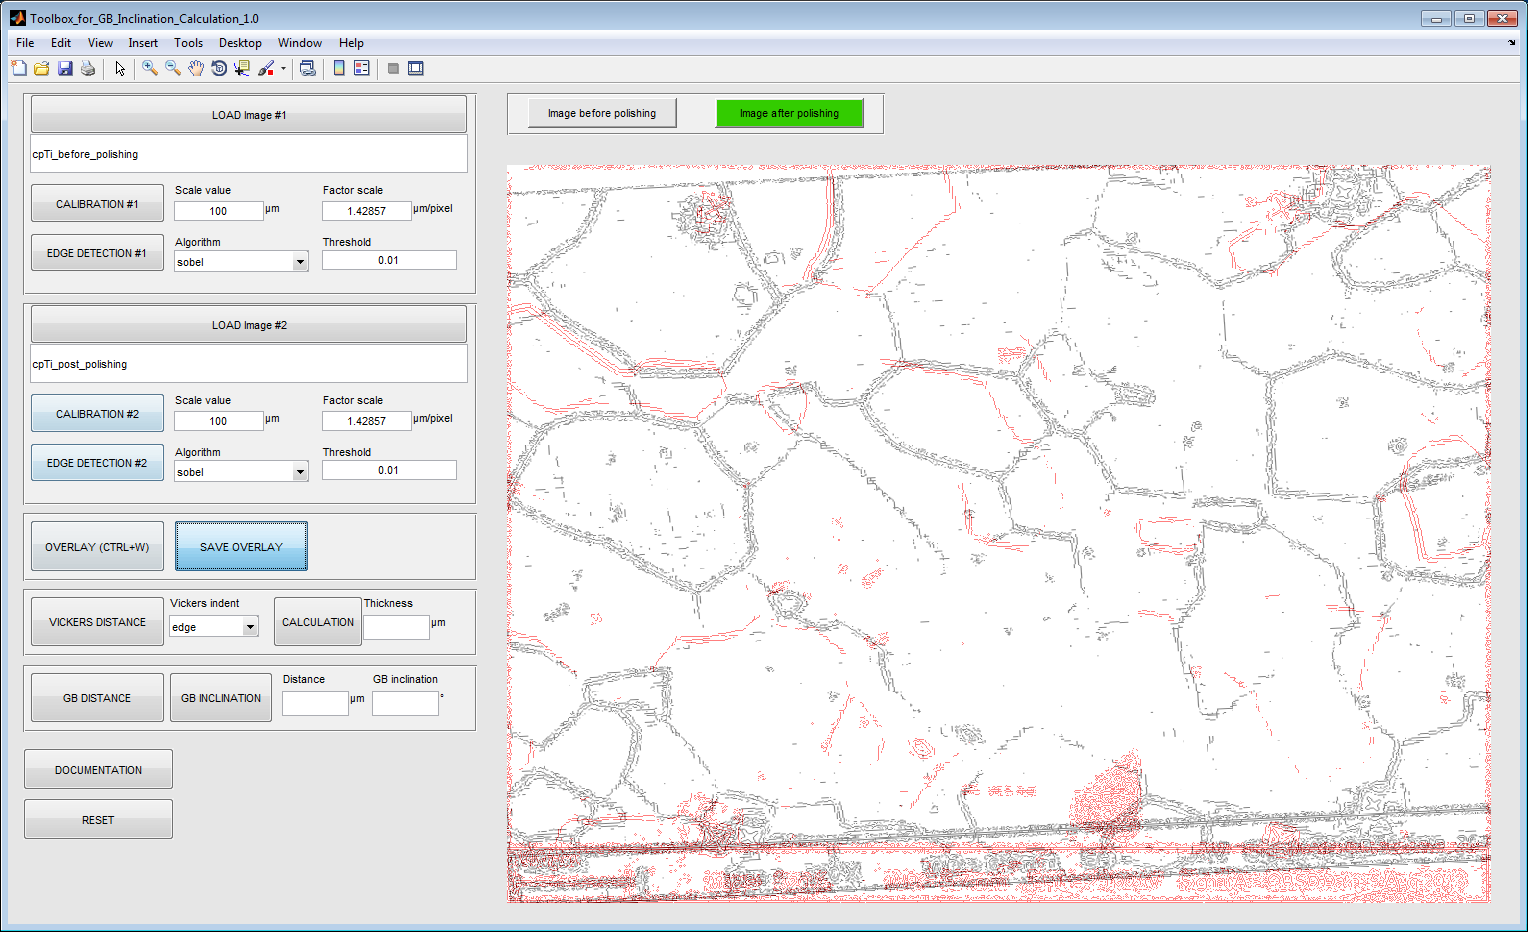 Toolbox_for_GB_Inclination_Calculation_1.0
File Edit View Insert Tools Desktop Window Help
LOAD Image #1
cpTi_before_polishing
CALIBRATION #1
Scale value
100 µm
Factor scale
1.42857 µm/pixel
EDGE DETECTION #1
Algorithm
sobel
Threshold
0.01
LOAD Image #2
cpTi_post_polishing
CALIBRATION #2
Scale value
100 µm
Factor scale
1.42857 µm/pixel
EDGE DETECTION #2
Algorithm
sobel
Threshold
0.01
OVERLAY (CTRL+W)
SAVE OVERLAY
VICKERS DISTANCE
Vickers indent
edge
CALCULATION
Thickness
µm
GB DISTANCE
GB INCLINATION
Distance
µm
GB inclination
°
DOCUMENTATION
RESET
Image before polishing
Image after polishing